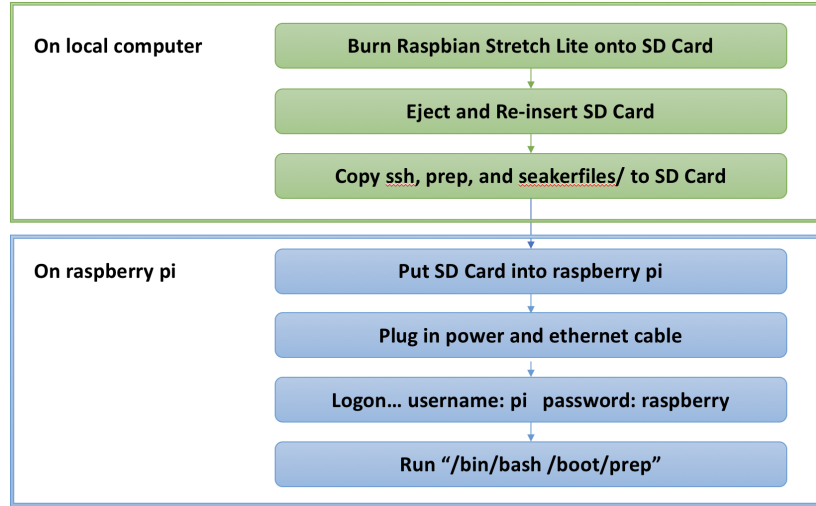 On local computer
Burn Raspbian Stretch Lite onto SD Card
Eject and Re-insert SD Card
Copy ssh, prep, and seakerfiles/ to SD Card
On raspberry pi
Put SD Card into raspberry pi
Plug in power and ethernet cable
Logon... username: pi   password: raspberry
Run “/bin/bash /boot/prep”